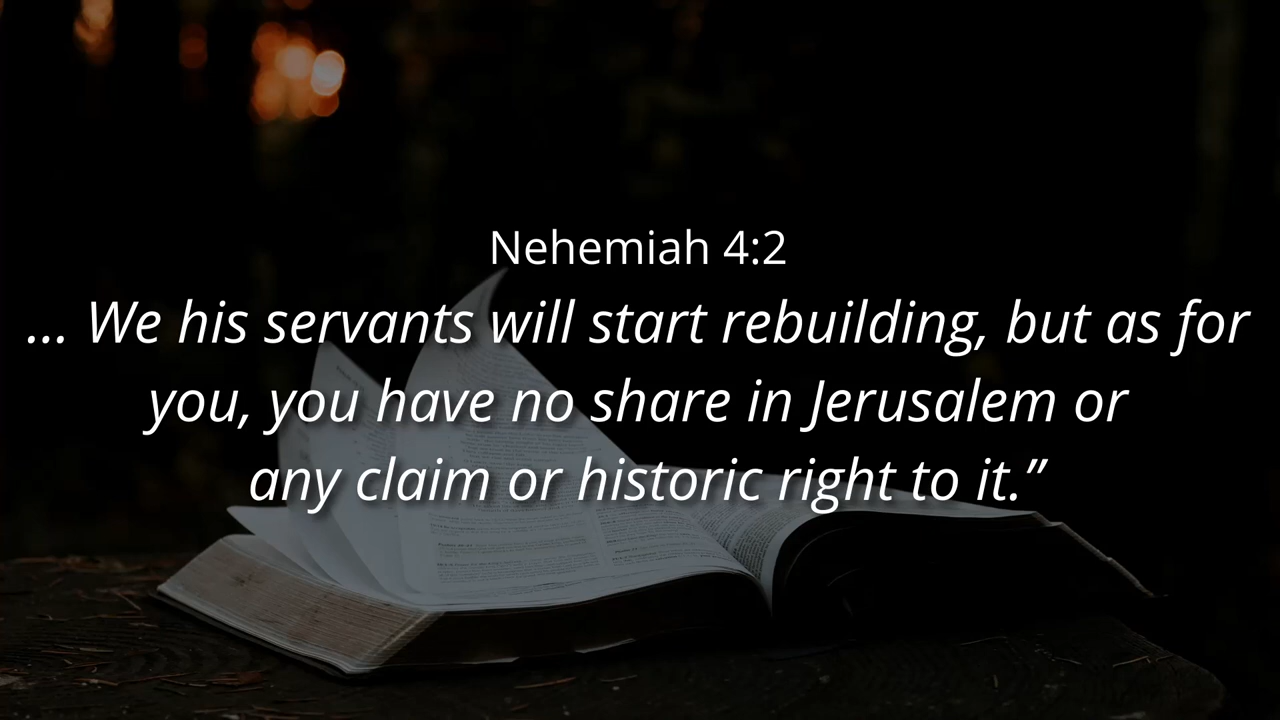 Nehemiah 4:2
... We his servants will start rebuilding, but as for
you, you have no share in Jerusalem or
any claim or historic right to it.”